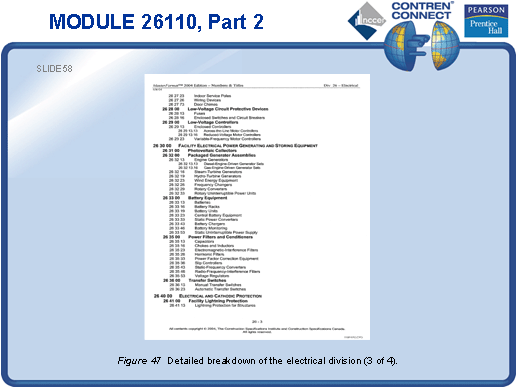 MODULE 26110, Part 2
nccer
CONTREN®
CONNECT
PEARSON
Prentice
Hall
SLIDE 58
MasterFormat™ 2004 Edition – Numbers & Titles Div. 26 – Electrical
26 27 23 Indoor Service Poles
26 27 26 Wiring Devices
26 27 73 Door Chimes
26 28 00 Low-Voltage Circuit Protective Devices
26 28 13 Fuses
26 28 16 Enclosed Switches and Circuit Breakers
26 29 00 Low-Voltage Controllers
26 29 13 Enclosed Controllers
26 29 13.13 Across-the-Line Motor Controllers
26 29 13.16 Reduced-Voltage Motor Controllers
26 29 23 Variable-Frequency Motor Controllers
26 30 00 FACILITY ELECTRICAL POWER GENERATING AND STORING EQUIPMENT
26 31 00 Photovoltaic Collectors
26 32 00 Packaged Generator Assemblies
26 32 13 Engine Generators
26 32 13.13 Diesel-Engine-Driven Generator Sets
26 32 13.16 Gas-Engine-Driven Generator Sets
26 32 16 Steam-Turbine Generators
26 32 19 Hydro-Turbine Generators
26 32 23 Wind Energy Equipment
26 32 26 Frequency Changers
26 32 29 Rotary Converters
26 32 33 Rotary Uninterruptible Power Units
26 33 00 Battery Equipment
26 33 13 Batteries
26 33 16 Battery Racks
26 33 19 Battery Units
26 33 23 Central Battery Equipment
26 33 33 Static Power Converters
26 33 43 Battery Chargers
26 33 46 Battery Monitoring
26 33 53 Static Uninterruptible Power Supply
26 35 00 Power Filters and Conditioners
26 35 13 Capacitors
26 35 16 Chokes and Inductors
26 35 23 Electromagnetic-Interference Filters
26 35 26 Harmonic Filters
26 35 33 Power Factor Correction Equipment
26 35 36 Slip Controllers
26 35 43 Static-Frequency Converters
26 35 46 Radio-Frequency-Interference Filters
26 35 53 Voltage Regulators
26 36 00 Transfer Switches
26 36 13 Manual Transfer Switches
26 36 23 Automatic Transfer Switches
26 40 00 ELECTRICAL AND CATHODIC PROTECTION
26 41 00 Facility Lightning Protection
26 41 13 Lightning Protection for Structures
All contents copyright © 2004, The Construction Specifications Institute and Construction Specifications Canada.
All rights reserved.
Figure 47 Detailed breakdown of the electrical division (3 of 4).